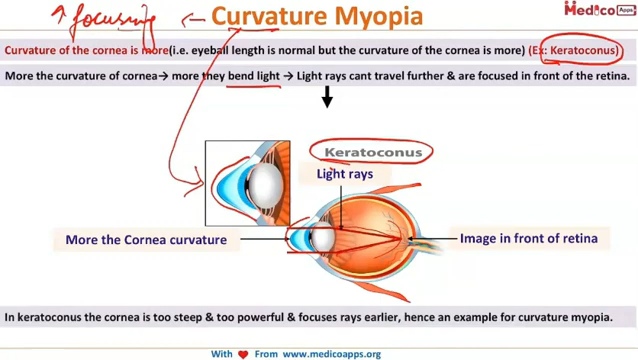 ↑ focusing ← Curvature Myopia
Medico Apps
Curvature of the cornea is more(i.e. eyeball length is normal but the curvature of the cornea is more) (Ex: Keratoconus)
More the curvature of cornea→ more they bend light → Light rays cant travel further & are focused in front of the retina.
Keratoconus
Light rays
More the Cornea curvature
Image in front of retina
In keratoconus the cornea is too steep & too powerful & focuses rays earlier, hence an example for curvature myopia.
With ♥ From www.medicoapps.org